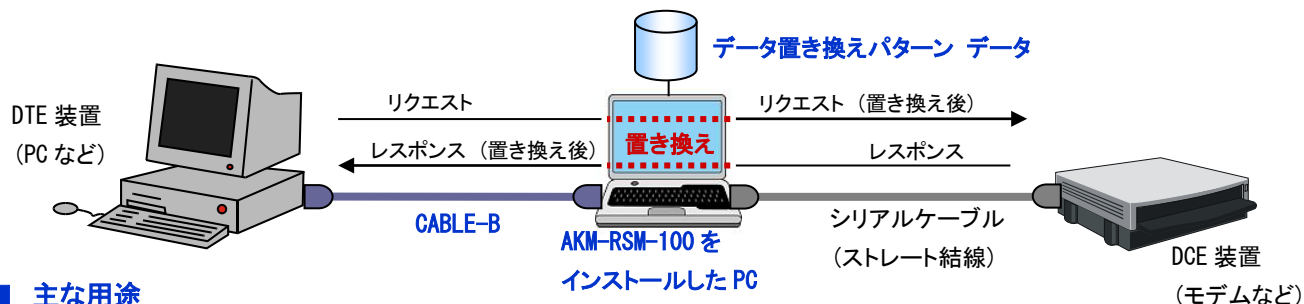 データ置き換えパターン データ
DTE 装置
(PC など)
リクエスト
リクエスト (置き換え後)
置き換え
レスポンス (置き換え後)
レスポンス
CABLE-B
シリアルケーブル
(ストレート結線)
AKM-RSM-100 を
インストールした PC
DCE 装置
(モデムなど)
■ 主な用途